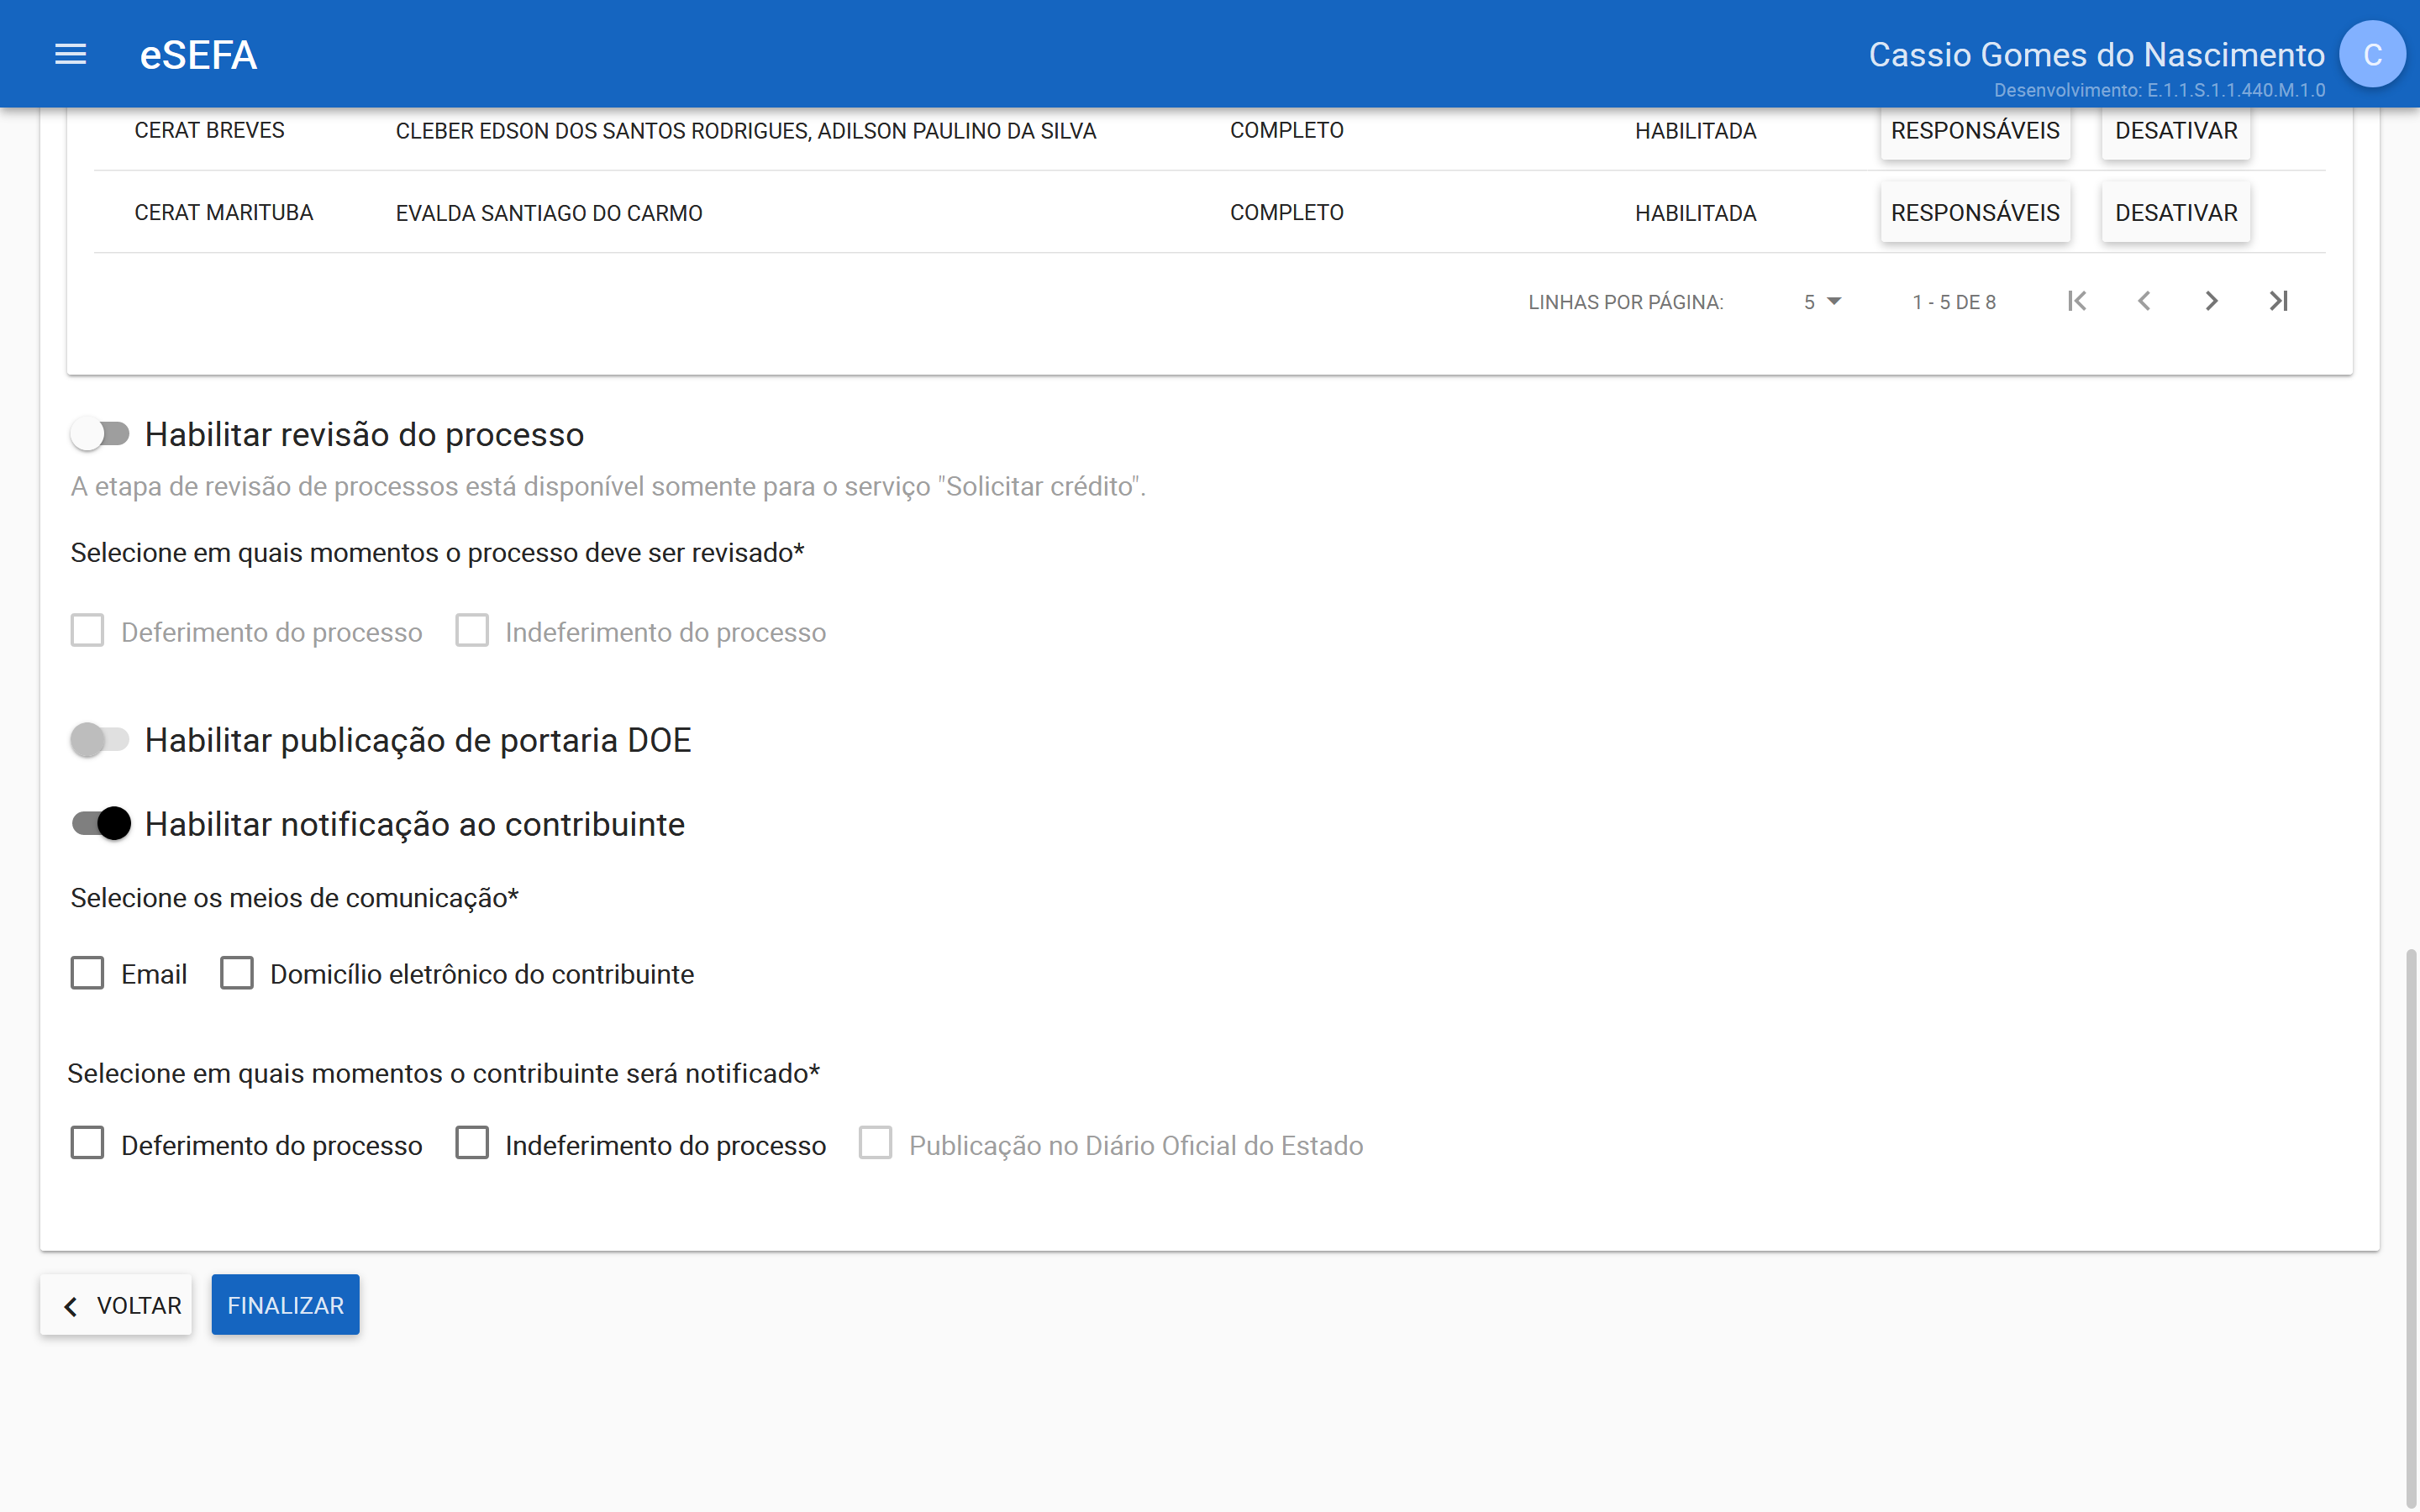 eSEFA
Cassio Gomes do Nascimento
C
Desenvolvimento: E.1.1.S.1.1.440.M.1.0
CERAT BREVES CLEBER EDSON DOS SANTOS RODRIGUES, ADILSON PAULINO DA SILVA COMPLETO HABILITADA RESPONSÁVEIS DESATIVAR
CERAT MARITUBA EVALDA SANTIAGO DO CARMO COMPLETO HABILITADA RESPONSÁVEIS DESATIVAR
LINHAS POR PÁGINA: 5 1 - 5 DE 8
Habilitar revisão do processo
A etapa de revisão de processos está disponível somente para o serviço "Solicitar crédito".
Selecione em quais momentos o processo deve ser revisado*
Deferimento do processo Indeferimento do processo
Habilitar publicação de portaria DOE
Habilitar notificação ao contribuinte
Selecione os meios de comunicação*
Email Domicílio eletrônico do contribuinte
Selecione em quais momentos o contribuinte será notificado*
Deferimento do processo Indeferimento do processo Publicação no Diário Oficial do Estado
VOLTAR FINALIZAR